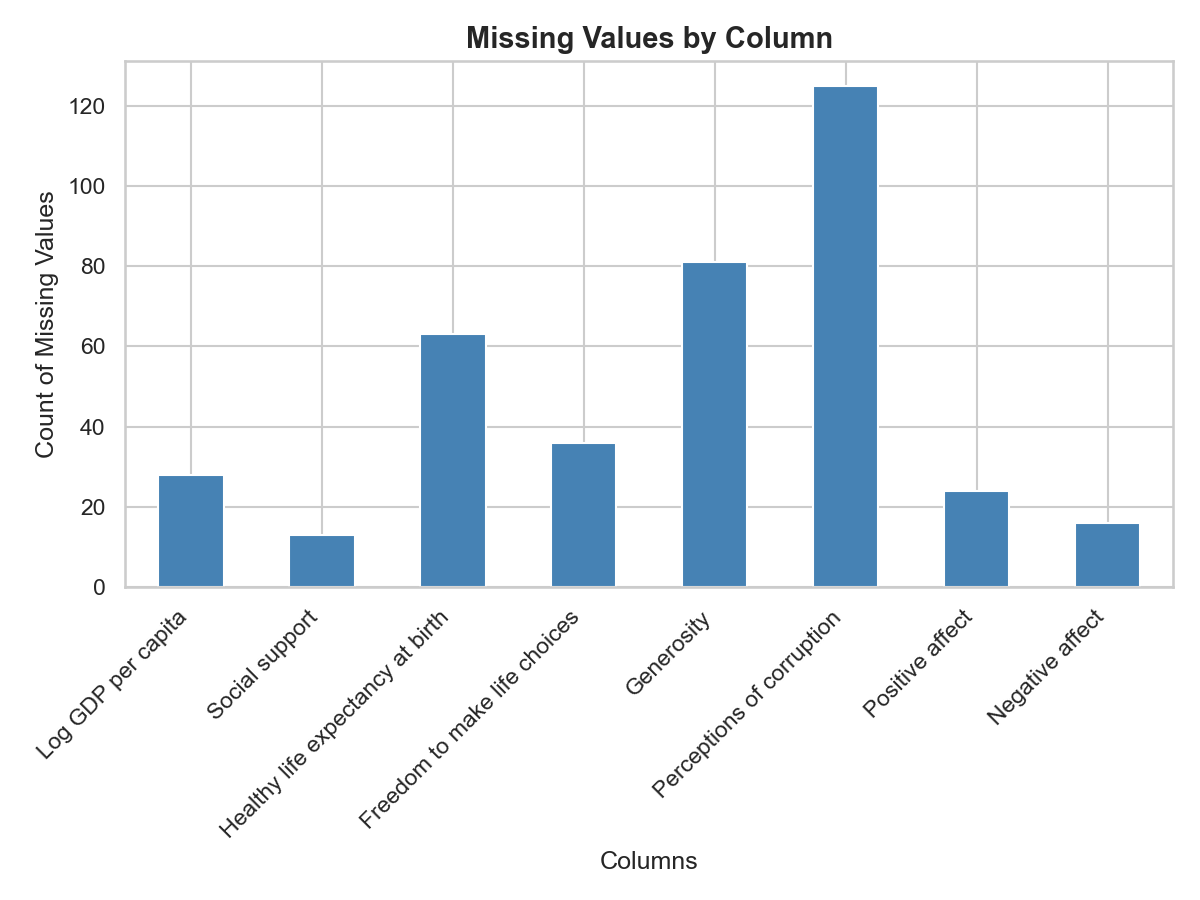 Missing Values by Column
Count of Missing Values
120
100
80
60
40
20
0
Log GDP per capita
Social support
Healthy life expectancy at birth
Freedom to make life choices
Generosity
Perceptions of corruption
Positive affect
Negative affect
Columns